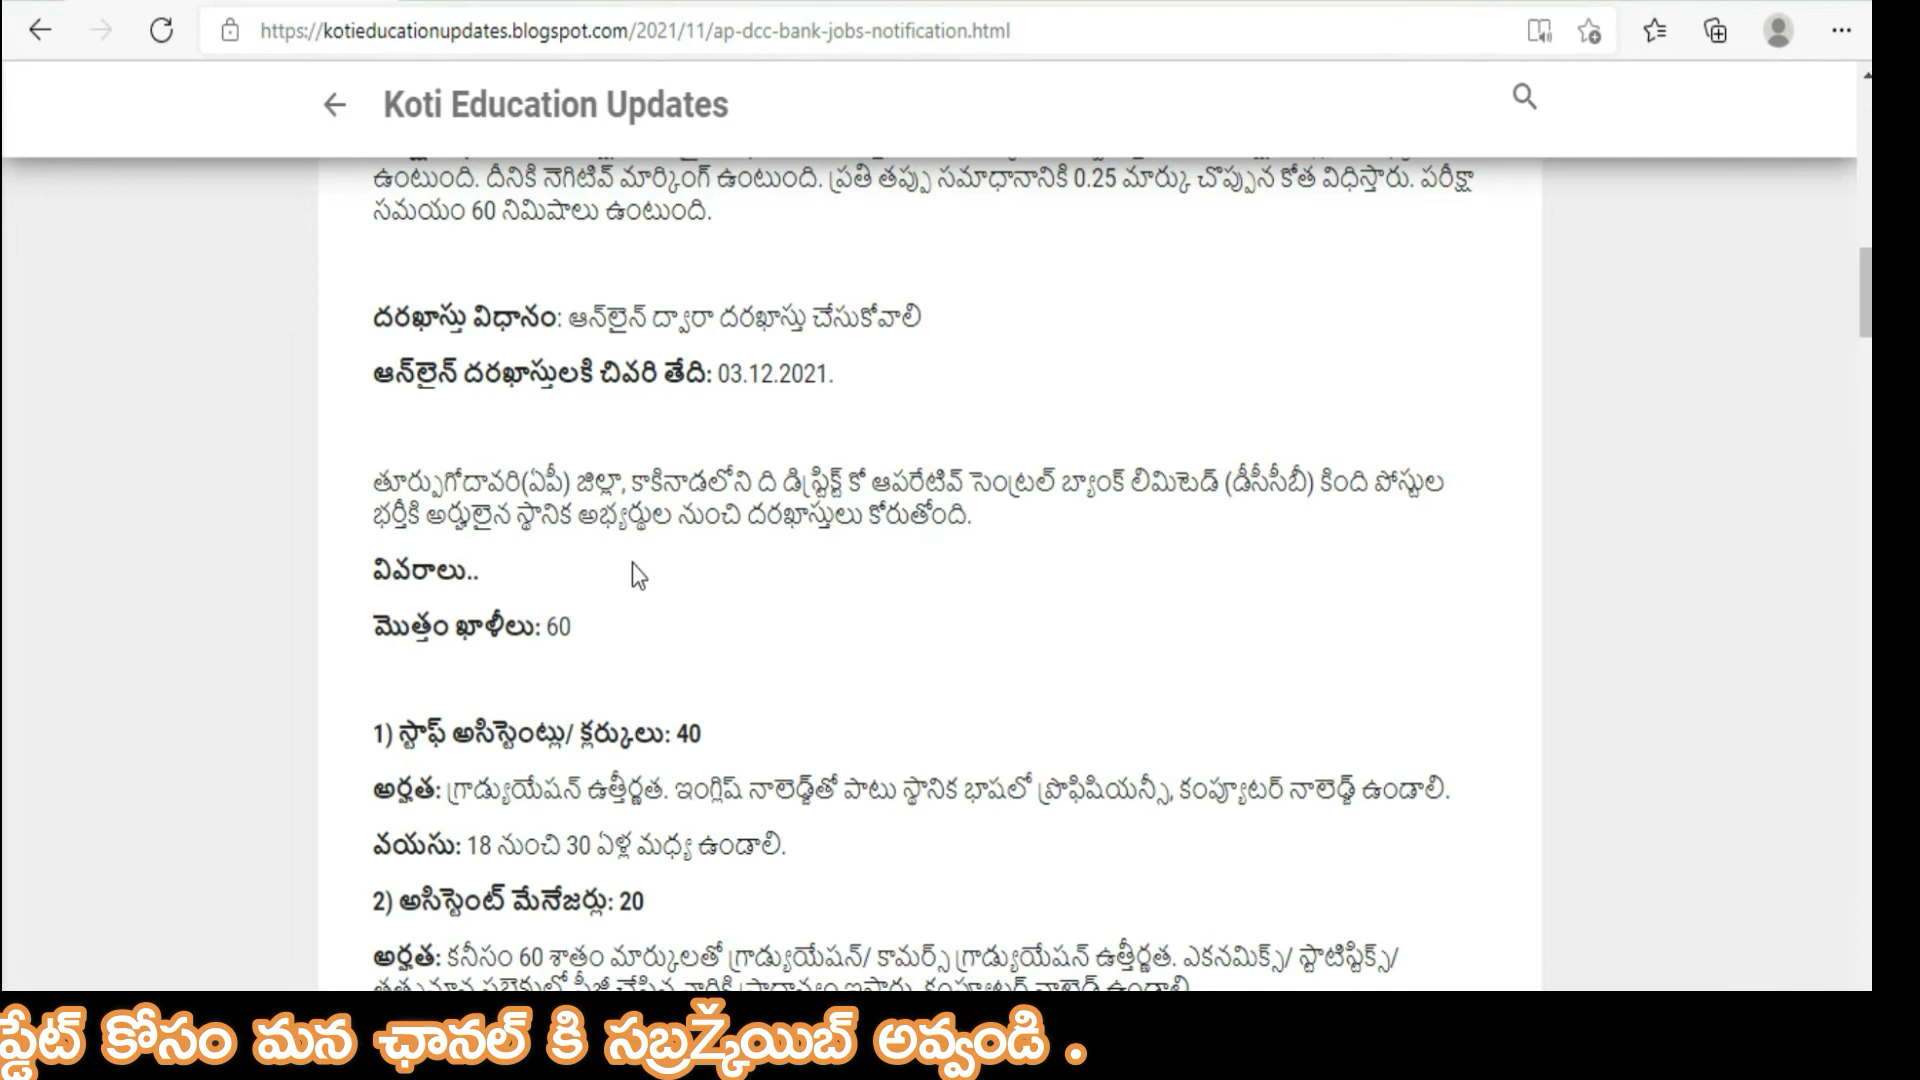 https://kotieducationupdates.blogspot.com/2021/11/ap-dcc-bank-jobs-notification.html
Koti Education Updates
ఉంటుంది. దీనికి నెగిటివ్ మార్కింగ్ ఉంటుంది. ప్రతి తప్పు సమాధానానికి 0.25 మార్కు చొప్పున కోత విధిస్తారు. పరీక్షా
సమయం 60 నిమిషాలు ఉంటుంది.
దరఖాస్తు విధానం: ఆన్‌లైన్ ద్వారా దరఖాస్తు చేసుకోవాలి
ఆన్‌లైన్ దరఖాస్తులకి చివరి తేది: 03.12.2021.
తూర్పుగోదావరి(ఏపీ) జిల్లా, కాకినాడలోని ది డిస్ట్రిక్ట్ కో ఆపరేటివ్ సెంట్రల్ బ్యాంక్ లిమిటెడ్ (డీసీసీబీ) కింది పోస్టుల
భర్తీకి అర్హులైన స్థానిక అభ్యర్థుల నుంచి దరఖాస్తులు కోరుతోంది.
వివరాలు..
మొత్తం ఖాళీలు: 60
1) స్టాఫ్ అసిస్టెంట్లు/ క్లర్కులు: 40
అర్హత: గ్రాడ్యుయేషన్ ఉత్తీర్ణత. ఇంగ్లిష్ నాలెడ్జ్‌తో పాటు స్థానిక భాషలో ప్రొఫిషియన్సీ, కంప్యూటర్ నాలెడ్జ్ ఉండాలి.
వయసు: 18 నుంచి 30 ఏళ్ల మధ్య ఉండాలి.
2) అసిస్టెంట్ మేనేజర్లు: 20
అర్హత: కనీసం 60 శాతం మార్కులతో గ్రాడ్యుయేషన్/ కామర్స్ గ్రాడ్యుయేషన్ ఉత్తీర్ణత. ఎకనమిక్స్/ స్టాటిస్టిక్స్/
కోసం మన ఛానల్ కి అవ్వండి .